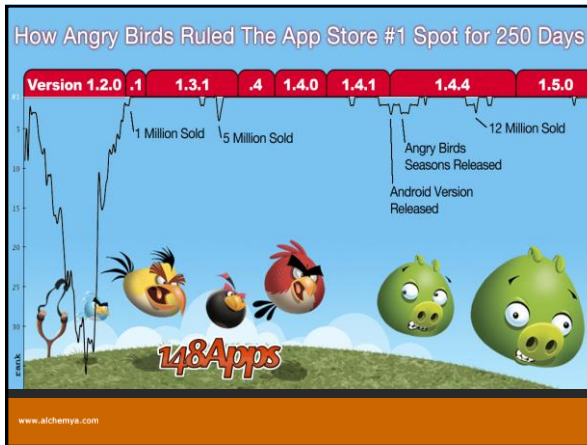 How Angry Birds Ruled The App Store #1 Spot for 250 Days
Version 1.2.0 .1 1.3.1 .4 1.4.0 1.4.1 1.4.4 1.5.0
#1
1 Million Sold
5 Million Sold
12 Million Sold
Angry Birds
Seasons Released
Android Version
Released
5
10
15
20
25
30
rank
148Apps
www.alchemya.com